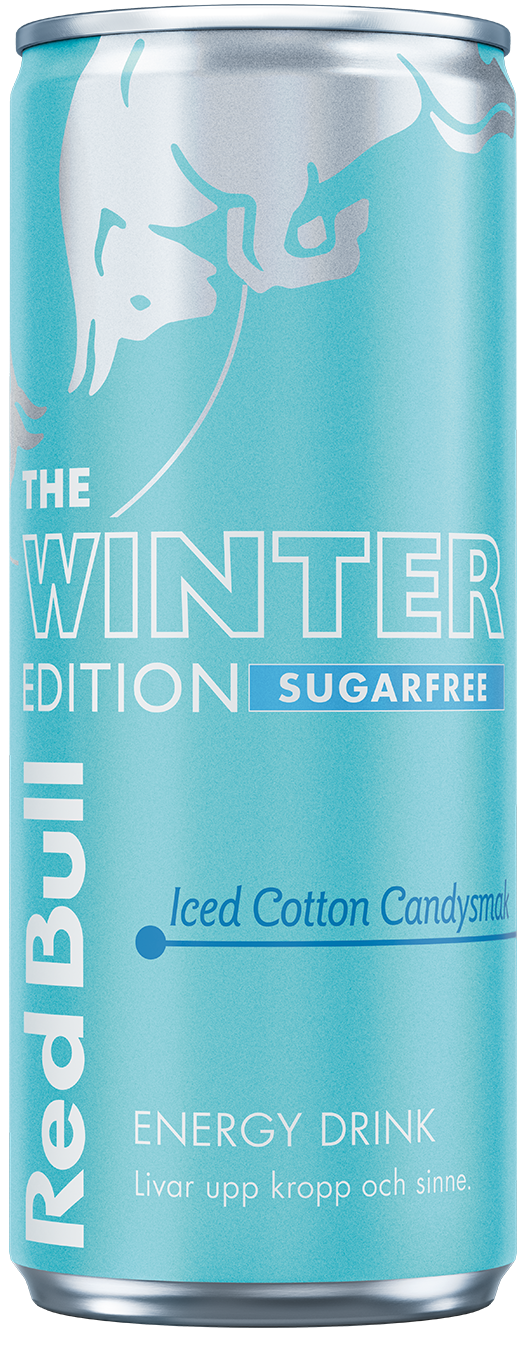 THE
WINTER
EDITION SUGARFREE
Red Bull
Iced Cotton Candysmak
ENERGY DRINK
Livar upp kropp och sinne.